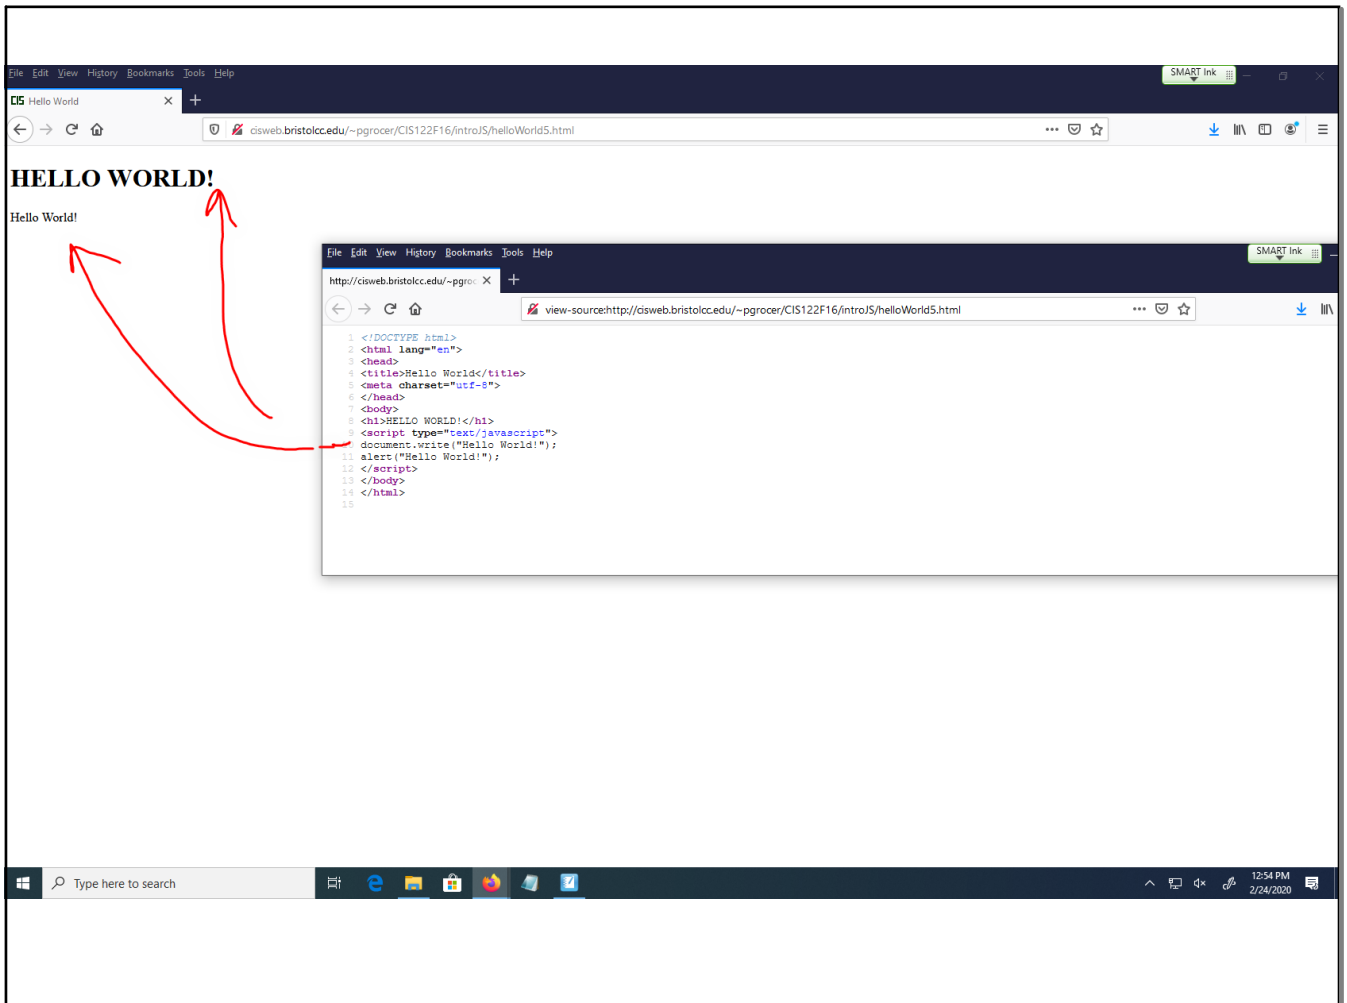 File Edit View History Bookmarks Tools Help
SMART Ink
CIS Hello World
cisweb.bristolcc.edu/~pgrocer/CIS122F16/introJS/helloWorld5.html
HELLO WORLD!
Hello World!
File Edit View History Bookmarks Tools Help
SMART Ink
http://cisweb.bristolcc.edu/~pgroc
view-source:http://cisweb.bristolcc.edu/~pgrocer/CIS122F16/introJS/helloWorld5.html
1 <!DOCTYPE html>
2 <html lang="en">
3 <head>
4 <title>Hello World</title>
5 <meta charset="utf-8">
6 </head>
7 <body>
8 <h1>HELLO WORLD!</h1>
9 <script type="text/javascript">
10 document.write("Hello World!");
11 alert("Hello World!");
12 </script>
13 </body>
14 </html>
15
Type here to search
12:54 PM
2/24/2020